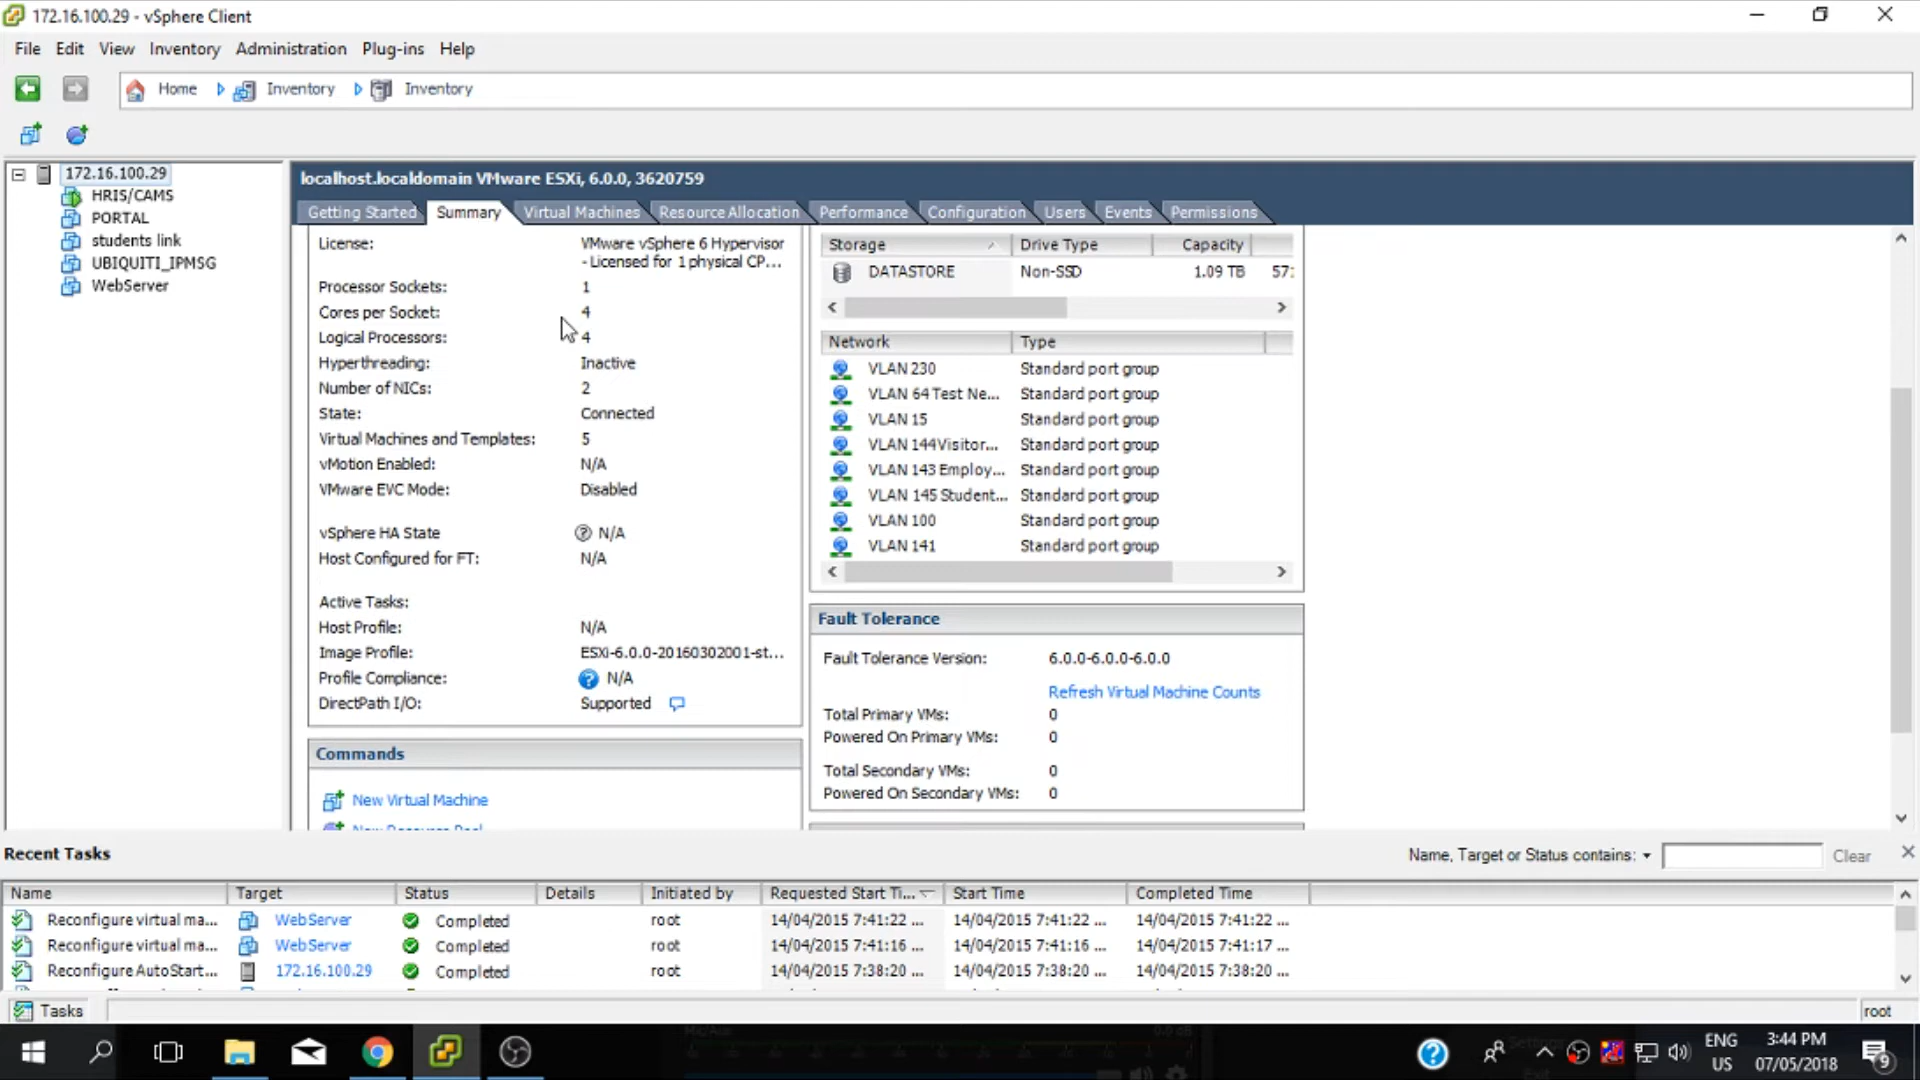 172.16.100.29 - vSphere Client
File Edit View Inventory Administration Plug-ins Help
Home Inventory Inventory
172.16.100.29
HRIS/CAMS
PORTAL
students link
UBIQUITI_IPMSG
WebServer
localhost.localdomain VMware ESXi, 6.0.0, 3620759
Getting Started Summary Virtual Machines Resource Allocation Performance Configuration Users Events Permissions
License: VMware vSphere 6 Hypervisor
- Licensed for 1 physical CP...
Processor Sockets: 1
Cores per Socket: 4
Logical Processors: 4
Hyperthreading: Inactive
Number of NICs: 2
State: Connected
Virtual Machines and Templates: 5
vMotion Enabled: N/A
VMware EVC Mode: Disabled
vSphere HA State N/A
Host Configured for FT: N/A
Active Tasks:
Host Profile: N/A
Image Profile: ESXi-6.0.0-20160302001-st...
Profile Compliance: N/A
DirectPath I/O: Supported
Commands
New Virtual Machine
New Resource Pool
Storage Drive Type Capacity
DATASTORE Non-SSD 1.09 TB 57
Network Type
VLAN 230 Standard port group
VLAN 64 Test Ne... Standard port group
VLAN 15 Standard port group
VLAN 144 Visitor... Standard port group
VLAN 143 Employ... Standard port group
VLAN 145 Student... Standard port group
VLAN 100 Standard port group
VLAN 141 Standard port group
Fault Tolerance
Fault Tolerance Version: 6.0.0-6.0.0-6.0.0
Refresh Virtual Machine Counts
Total Primary VMs: 0
Powered On Primary VMs: 0
Total Secondary VMs: 0
Powered On Secondary VMs: 0
Recent Tasks Name, Target or Status contains: Clear
Name Target Status Details Initiated by Requested Start Ti... Start Time Completed Time
Reconfigure virtual ma... WebServer Completed root 14/04/2015 7:41:22 ... 14/04/2015 7:41:22 ... 14/04/2015 7:41:22 ...
Reconfigure virtual ma... WebServer Completed root 14/04/2015 7:41:16 ... 14/04/2015 7:41:16 ... 14/04/2015 7:41:17 ...
Reconfigure AutoStart... 172.16.100.29 Completed root 14/04/2015 7:38:20 ... 14/04/2015 7:38:20 ... 14/04/2015 7:38:20 ...
Tasks root
ENG 3:44 PM
US 07/05/2018 9